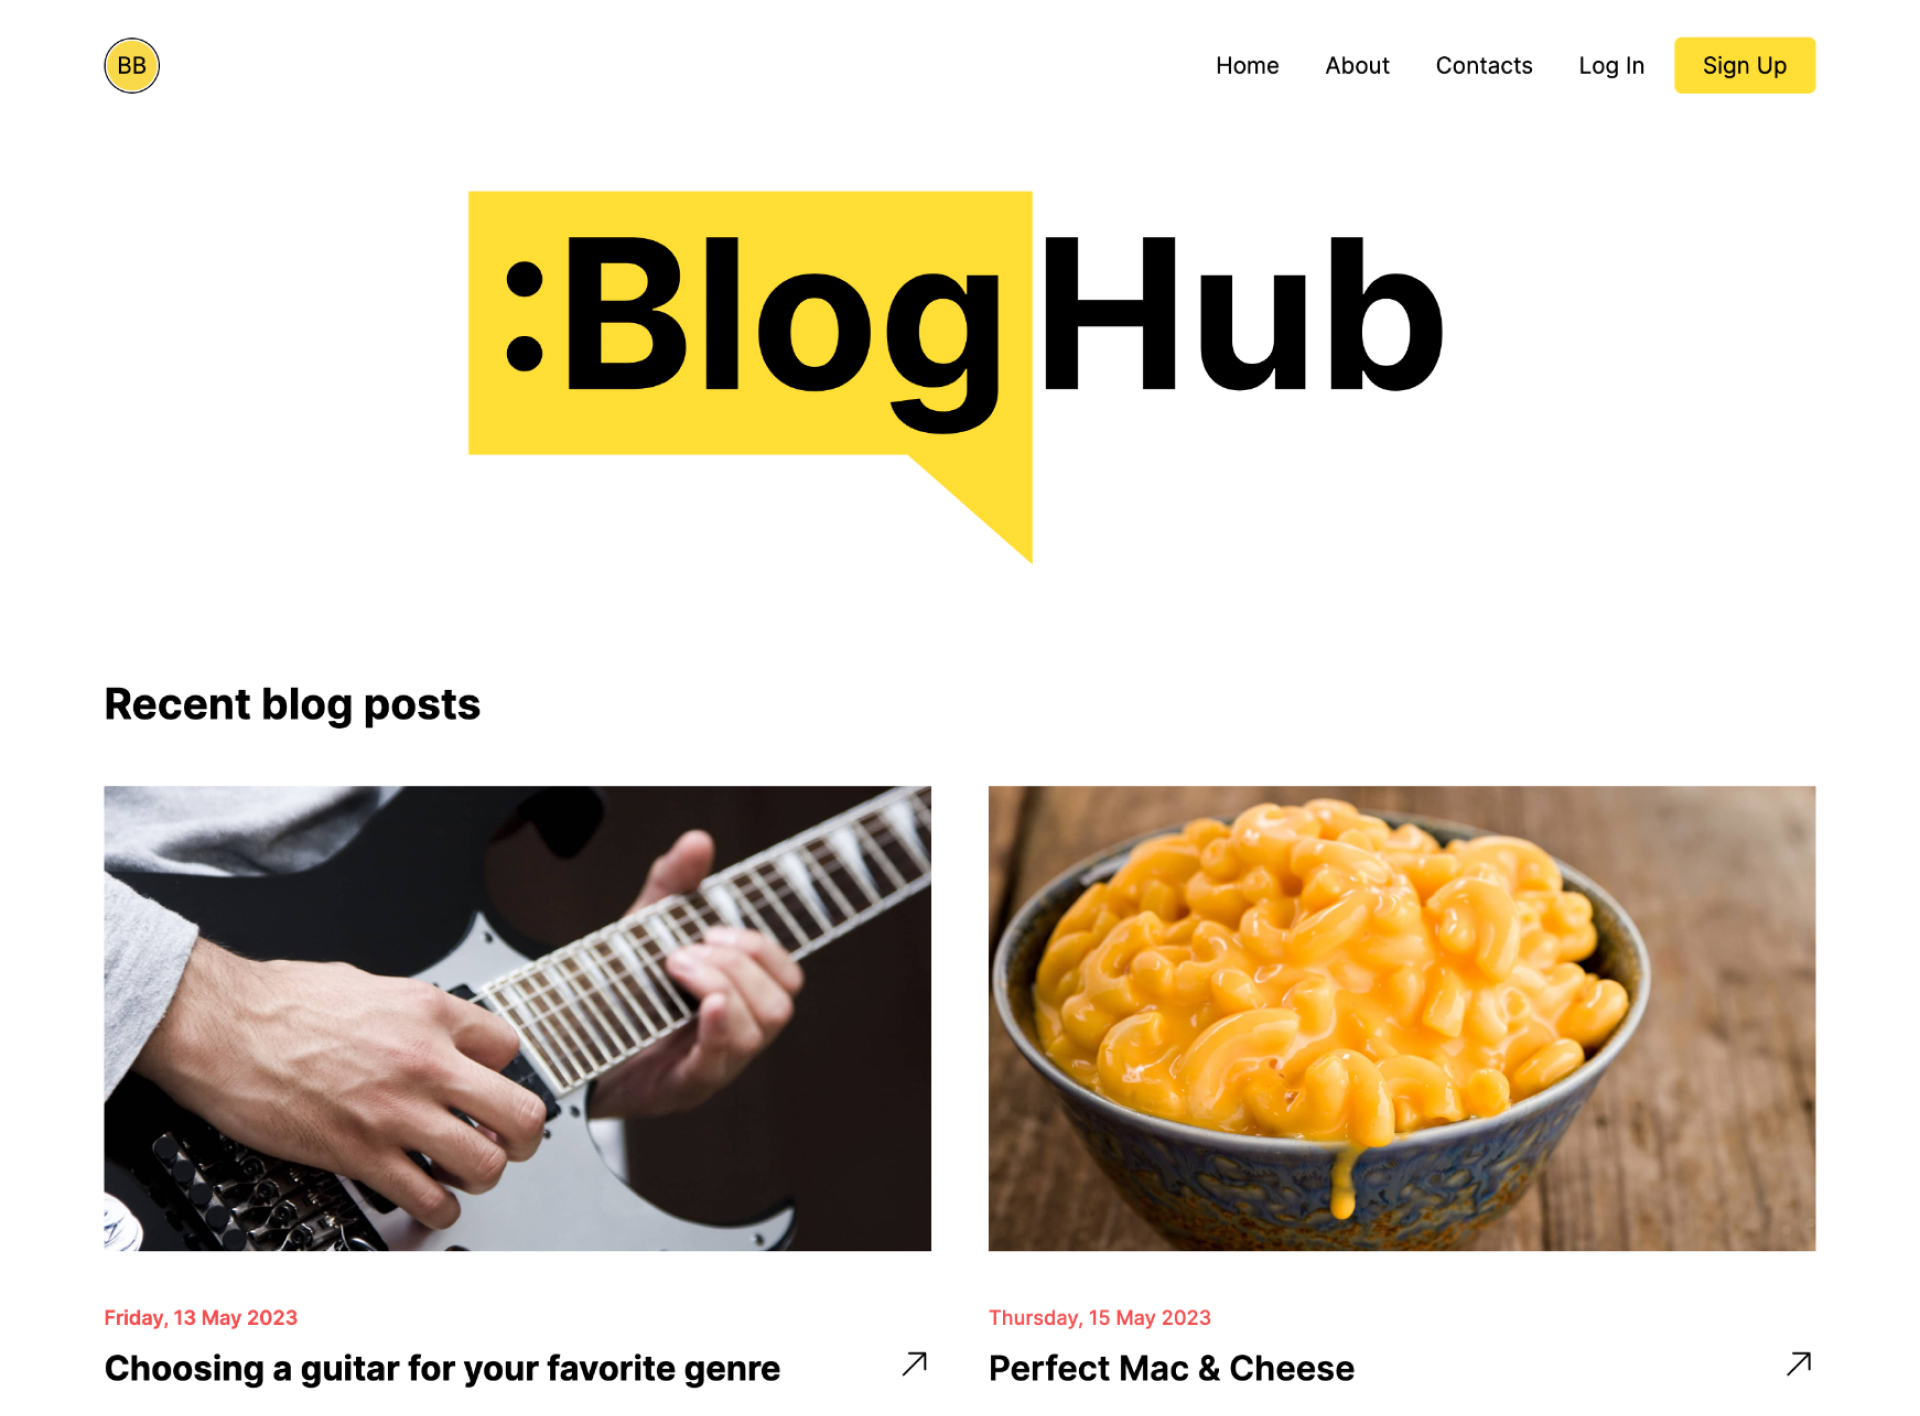 BB
Home About Contacts Log In Sign Up
:BlogHub
Recent blog posts
Friday, 13 May 2023
Choosing a guitar for your favorite genre
Thursday, 15 May 2023
Perfect Mac & Cheese